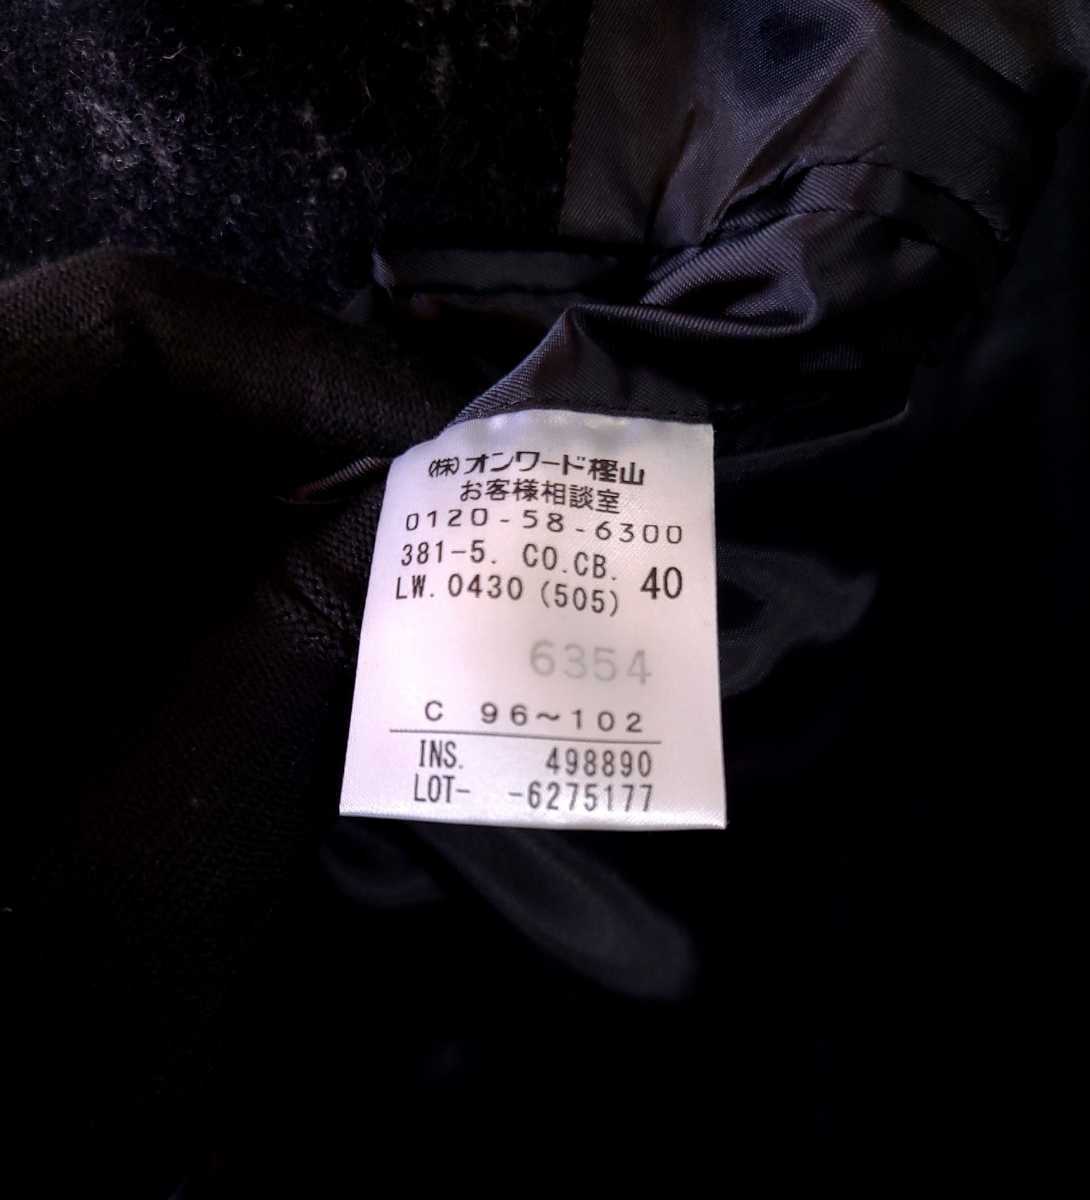 (株)オンワード樫山
お客様相談室
0120-58-6300
381-5. CO.CB. 40
LW.0430 (505)
6354
C 96～102
INS. 498890
LOT- -6275177